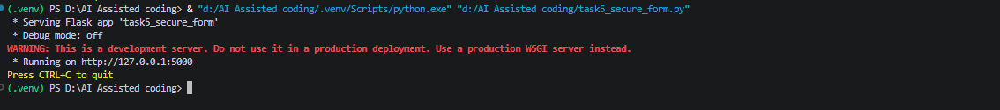 (.venv) PS D:\AI Assisted coding> & "d:/AI Assisted coding/.venv/Scripts/python.exe" "d:/AI Assisted coding/task5_secure_form.py"
 * Serving Flask app 'task5_secure_form'
 * Debug mode: off
WARNING: This is a development server. Do not use it in a production deployment. Use a production WSGI server instead.
 * Running on http://127.0.0.1:5000
Press CTRL+C to quit
(.venv) PS D:\AI Assisted coding>